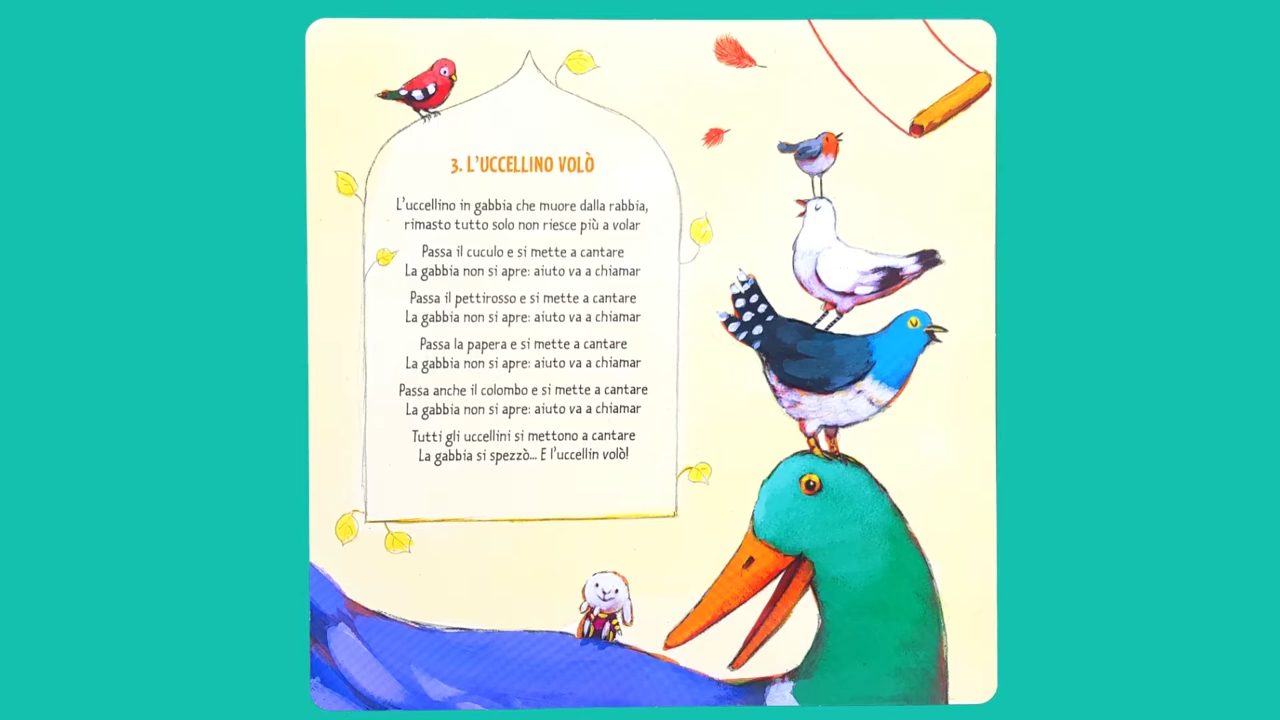 3. L'UCCELLINO VOLÒ
L'uccellino in gabbia che muore dalla rabbia,
rimasto tutto solo non riesce più a volar
Passa il cuculo e si mette a cantare
La gabbia non si apre: aiuto va a chiamar
Passa il pettirosso e si mette a cantare
La gabbia non si apre: aiuto va a chiamar
Passa la papera e si mette a cantare
La gabbia non si apre: aiuto va a chiamar
Passa anche il colombo e si mette a cantare
La gabbia non si apre: aiuto va a chiamar
Tutti gli uccellini si mettono a cantare
La gabbia si spezzò... E l'uccellin volò!